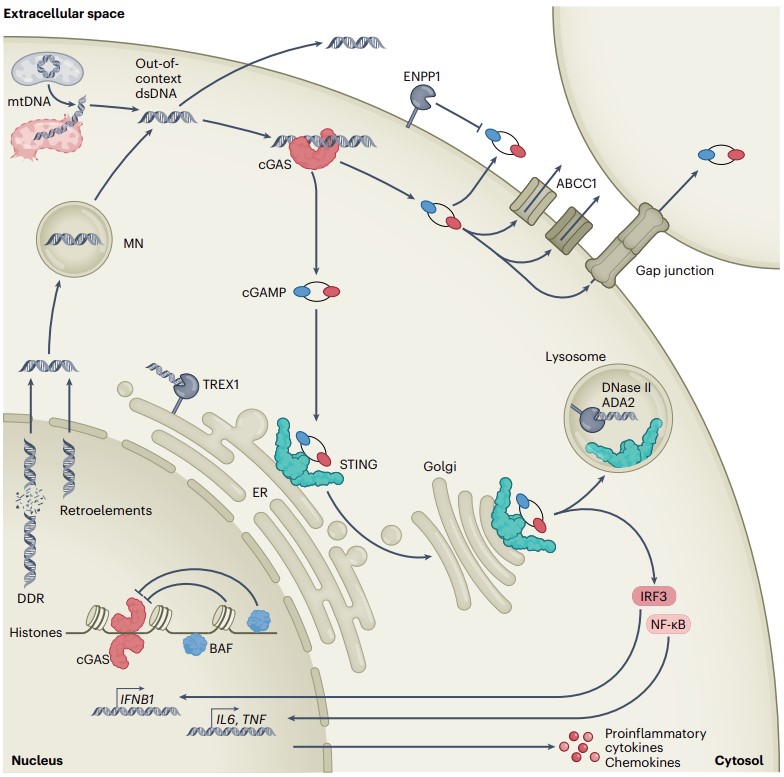 Extracellular space
Out-of-
context
dsDNA
mtDNA
ENPP1
cGAS
ABCC1
MN
Gap junction
cGAMP
Lysosome
TREX1
DNase II
ADA2
STING
Golgi
ER
Retroelements
DDR
IRF3
NF-κB
Histones
BAF
cGAS
IFNB1
IL6, TNF
Proinflammatory
cytokines
Chemokines
Nucleus
Cytosol